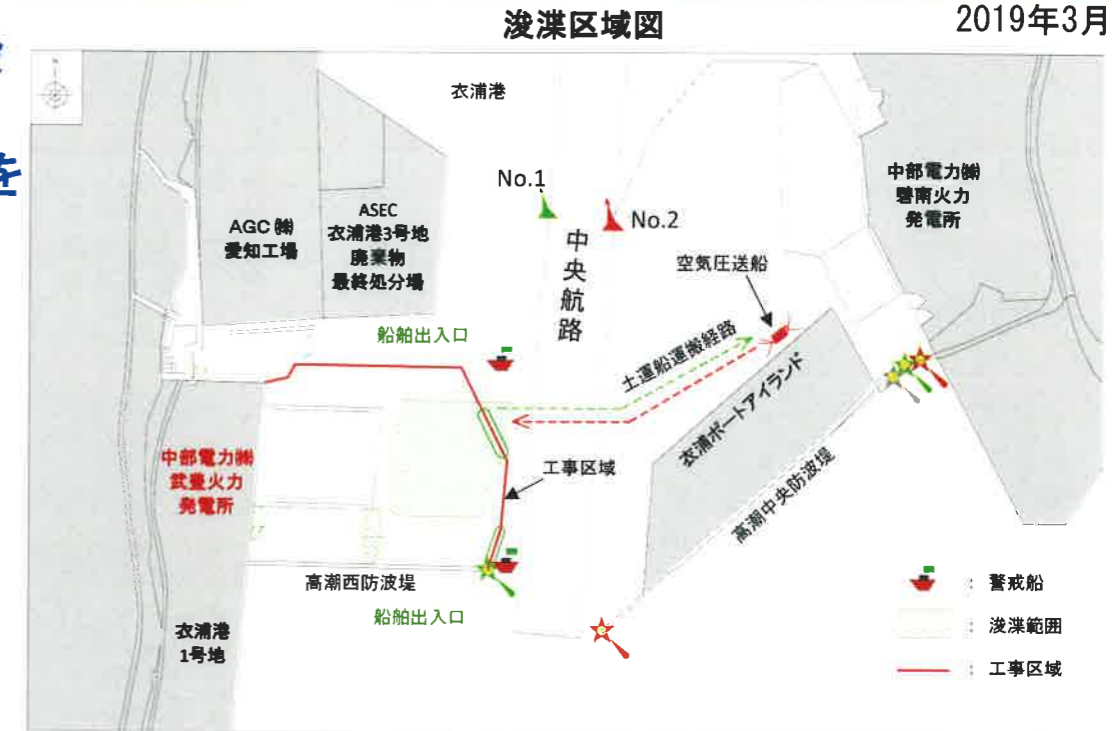 浚渫区域図
2019年3月
を
N
衣浦港
No.1
No.2
中央航路
AGC㈱
愛知工場
ASEC
衣浦港3号地
廃棄物
最終処分場
中部電力㈱
碧南火力
発電所
空気圧送船
船舶出入口
土運船運搬経路
衣浦ポートアイランド
中部電力㈱
武豊火力
発電所
工事区域
高潮中央防波堤
高潮西防波堤
船舶出入口
衣浦港
1号地
：警戒船
：浚渫範囲
：工事区域